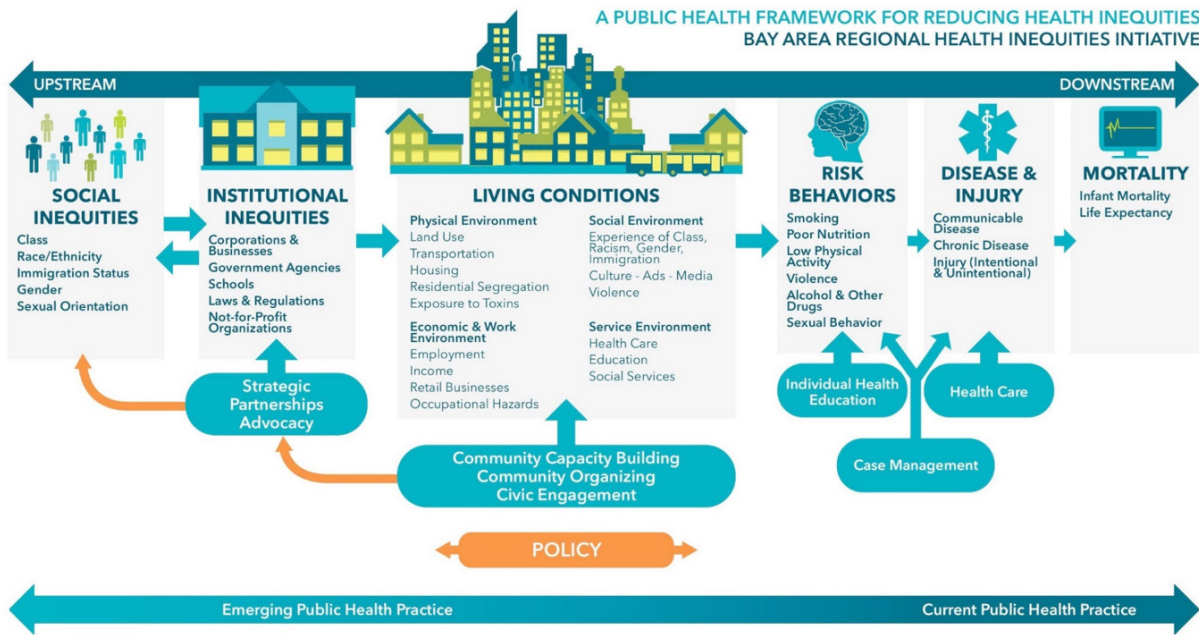 A PUBLIC HEALTH FRAMEWORK FOR REDUCING HEALTH INEQUITIES
BAY AREA REGIONAL HEALTH INEQUITIES INTIATIVE
UPSTREAM
DOWNSTREAM
SOCIAL
INEQUITIES
Class
Race/Ethnicity
Immigration Status
Gender
Sexual Orientation
INSTITUTIONAL
INEQUITIES
Corporations &
Businesses
Government Agencies
Schools
Laws & Regulations
Not-for-Profit
Organizations
LIVING CONDITIONS
Physical Environment
Land Use
Transportation
Housing
Residential Segregation
Exposure to Toxins
Economic & Work
Environment
Employment
Income
Retail Businesses
Occupational Hazards
Social Environment
Experience of Class,
Racism, Gender,
Immigration
Culture - Ads - Media
Violence
Service Environment
Health Care
Education
Social Services
RISK
BEHAVIORS
Smoking
Poor Nutrition
Low Physical
Activity
Violence
Alcohol & Other
Drugs
Sexual Behavior
DISEASE &
INJURY
Communicable
Disease
Chronic Disease
Injury (Intentional
& Unintentional)
MORTALITY
Infant Mortality
Life Expectancy
Strategic
Partnerships
Advocacy
Community Capacity Building
Community Organizing
Civic Engagement
Individual Health
Education
Health Care
Case Management
POLICY
Emerging Public Health Practice
Current Public Health Practice